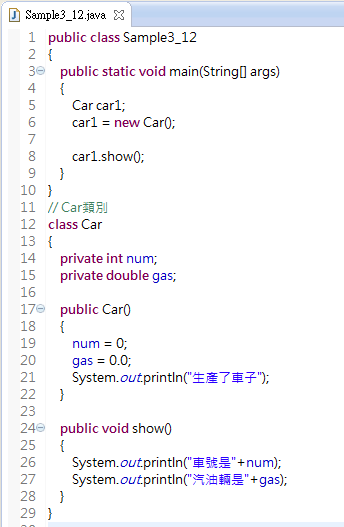 Sample3_12.java
1 public class Sample3_12
2 {
3 public static void main(String[] args)
4 {
5 Car car1;
6 car1 = new Car();
7
8 car1.show();
9 }
10 }
11 // Car類別
12 class Car
13 {
14 private int num;
15 private double gas;
16
17 public Car()
18 {
19 num = 0;
20 gas = 0.0;
21 System.out.println("生產了車子");
22 }
23
24 public void show()
25 {
26 System.out.println("車號是"+num);
27 System.out.println("汽油輛是"+gas);
28 }
29 }